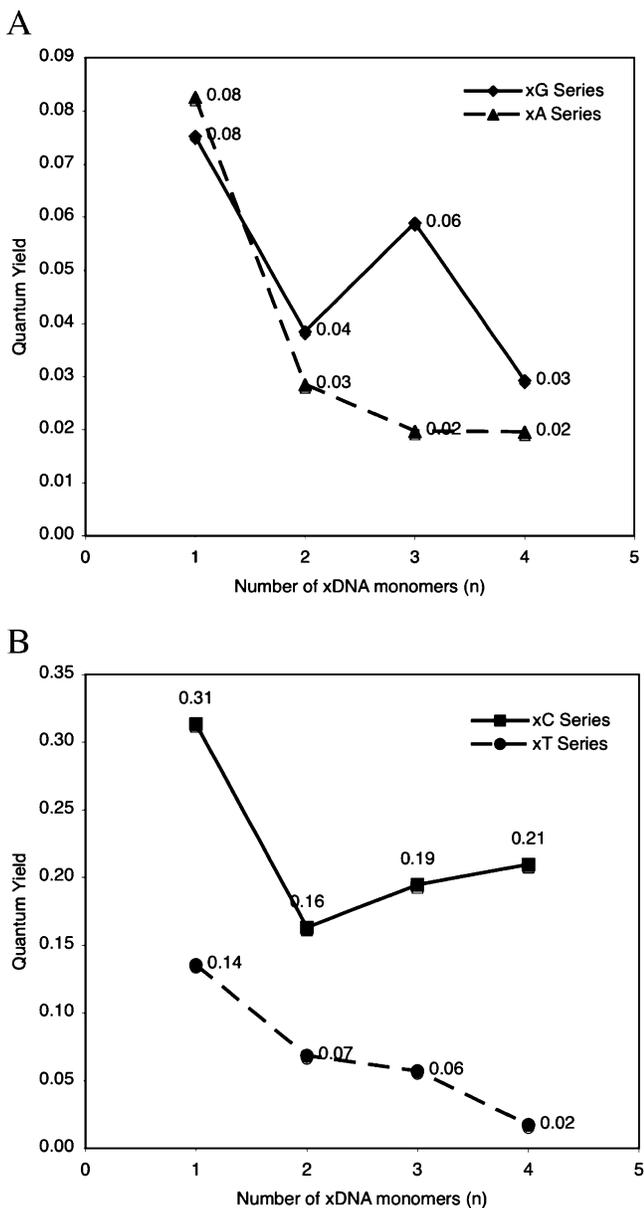 A
0.09
xG Series
xA Series
0.08
0.08
0.08
0.07
0.06
0.06
0.05
Quantum Yield
0.04
0.04
0.03
0.03
0.03
0.02
0.02
0.02
0.01
0.00
0 1 2 3 4 5
Number of xDNA monomers (n)
B
0.35
0.31
xC Series
xT Series
0.30
0.25
0.21
0.19
0.20
0.16
Quantum Yield
0.15
0.14
0.10
0.07
0.06
0.05
0.02
0.00
0 1 2 3 4 5
Number of xDNA monomers (n)